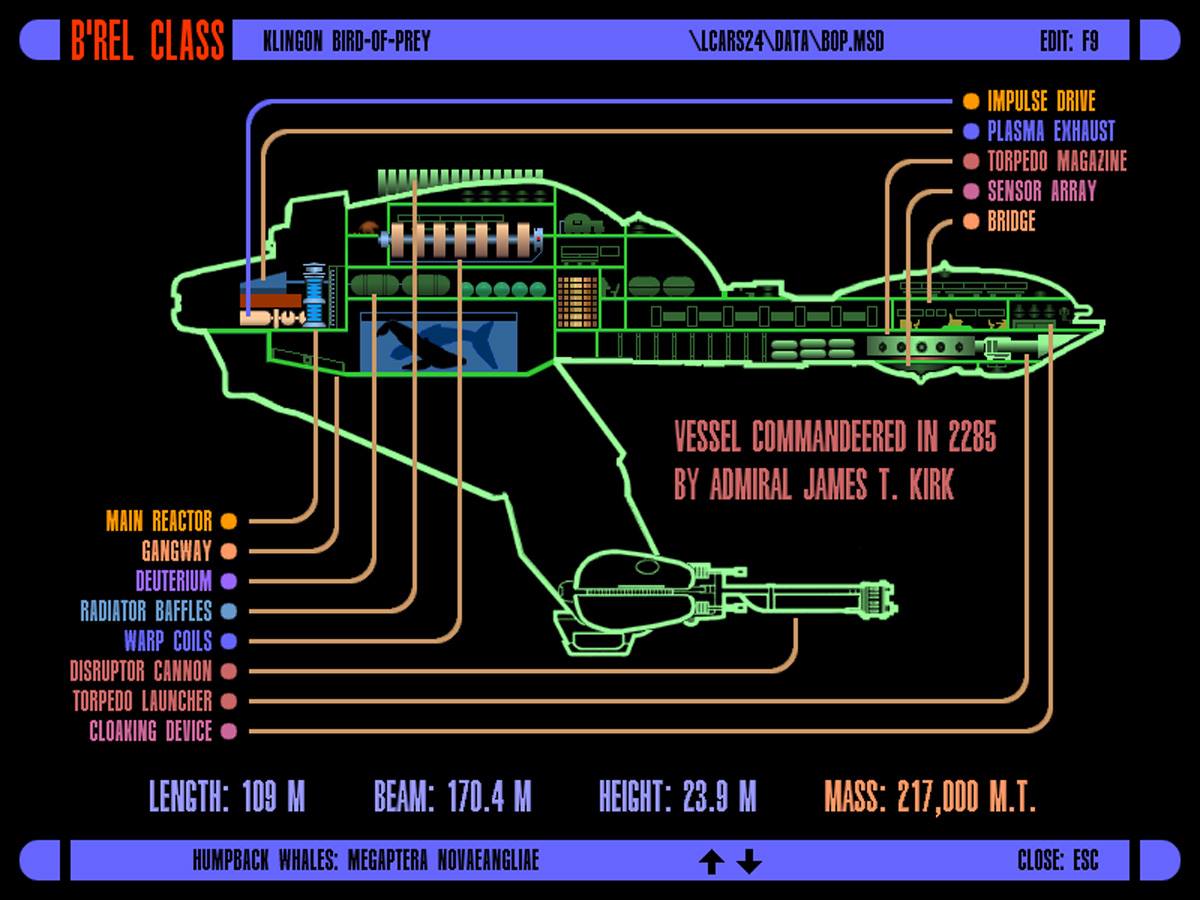 B'REL CLASS
KLINGON BIRD-OF-PREY
\LCARS24\DATA\BOP.MSD
EDIT: F9
IMPULSE DRIVE
PLASMA EXHAUST
TORPEDO MAGAZINE
SENSOR ARRAY
BRIDGE
VESSEL COMMANDEERED IN 2285
BY ADMIRAL JAMES T. KIRK
MAIN REACTOR
GANGWAY
DEUTERIUM
RADIATOR BAFFLES
WARP COILS
DISRUPTOR CANNON
TORPEDO LAUNCHER
CLOAKING DEVICE
LENGTH: 109 M
BEAM: 170.4 M
HEIGHT: 23.9 M
MASS: 217,000 M.T.
HUMPBACK WHALES: MEGAPTERA NOVAEANGLIAE
CLOSE: ESC